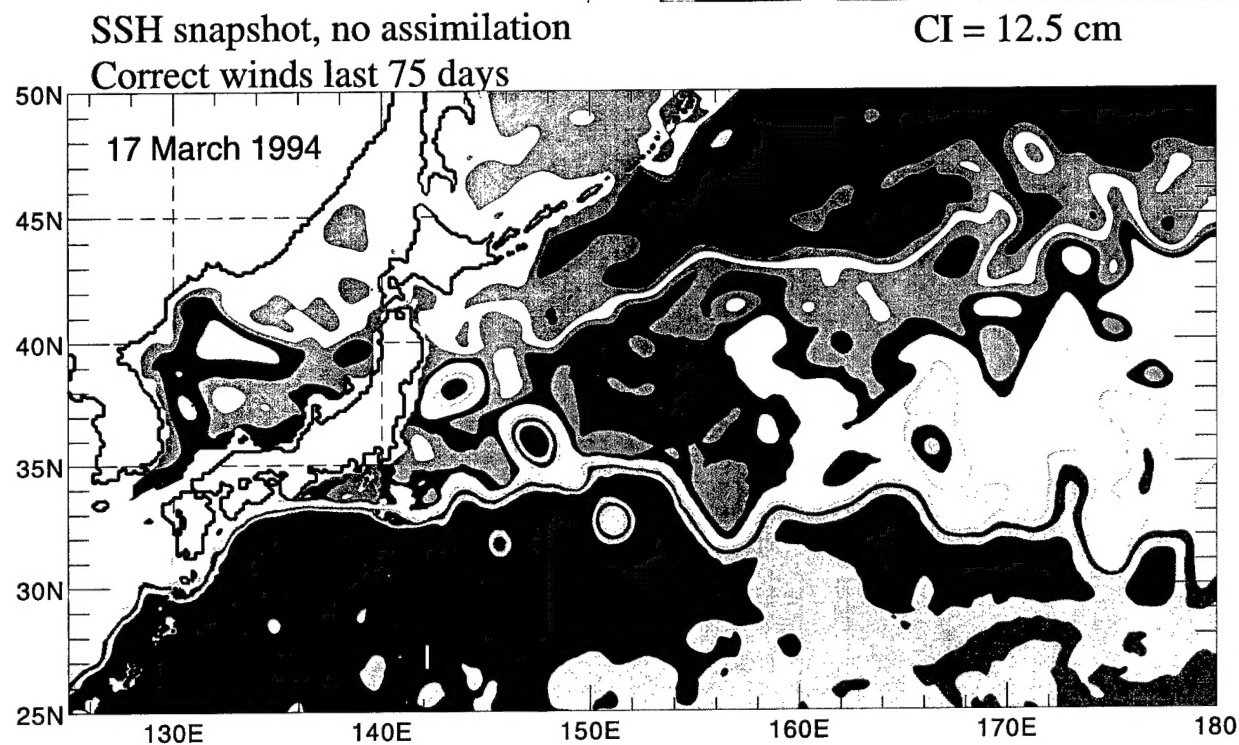 SSH snapshot, no assimilation CI = 12.5 cm
Correct winds last 75 days
50N
17 March 1994
45N
40N
35N
30N
25N
130E 140E 150E 160E 170E 180